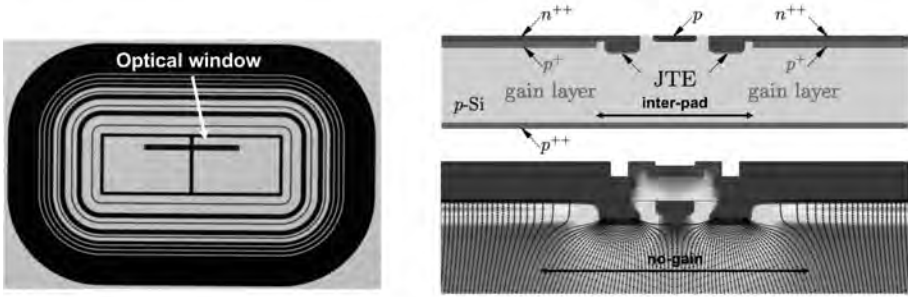 Optical window
n++
p
n++
p+
JTE
p+
gain layer
gain layer
inter-pad
p-Si
p++
no-gain